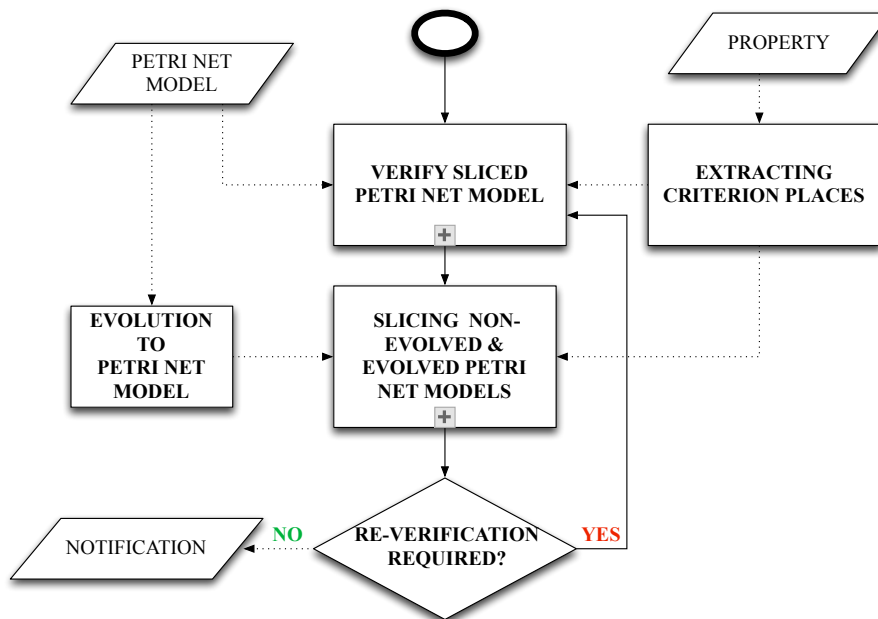 PETRI NET
MODEL
PROPERTY
VERIFY SLICED
PETRI NET MODEL
EXTRACTING
CRITERION PLACES
EVOLUTION
TO
PETRI NET
MODEL
SLICING NON-
EVOLVED &
EVOLVED PETRI
NET MODELS
NOTIFICATION
NO
RE-VERIFICATION
REQUIRED?
YES